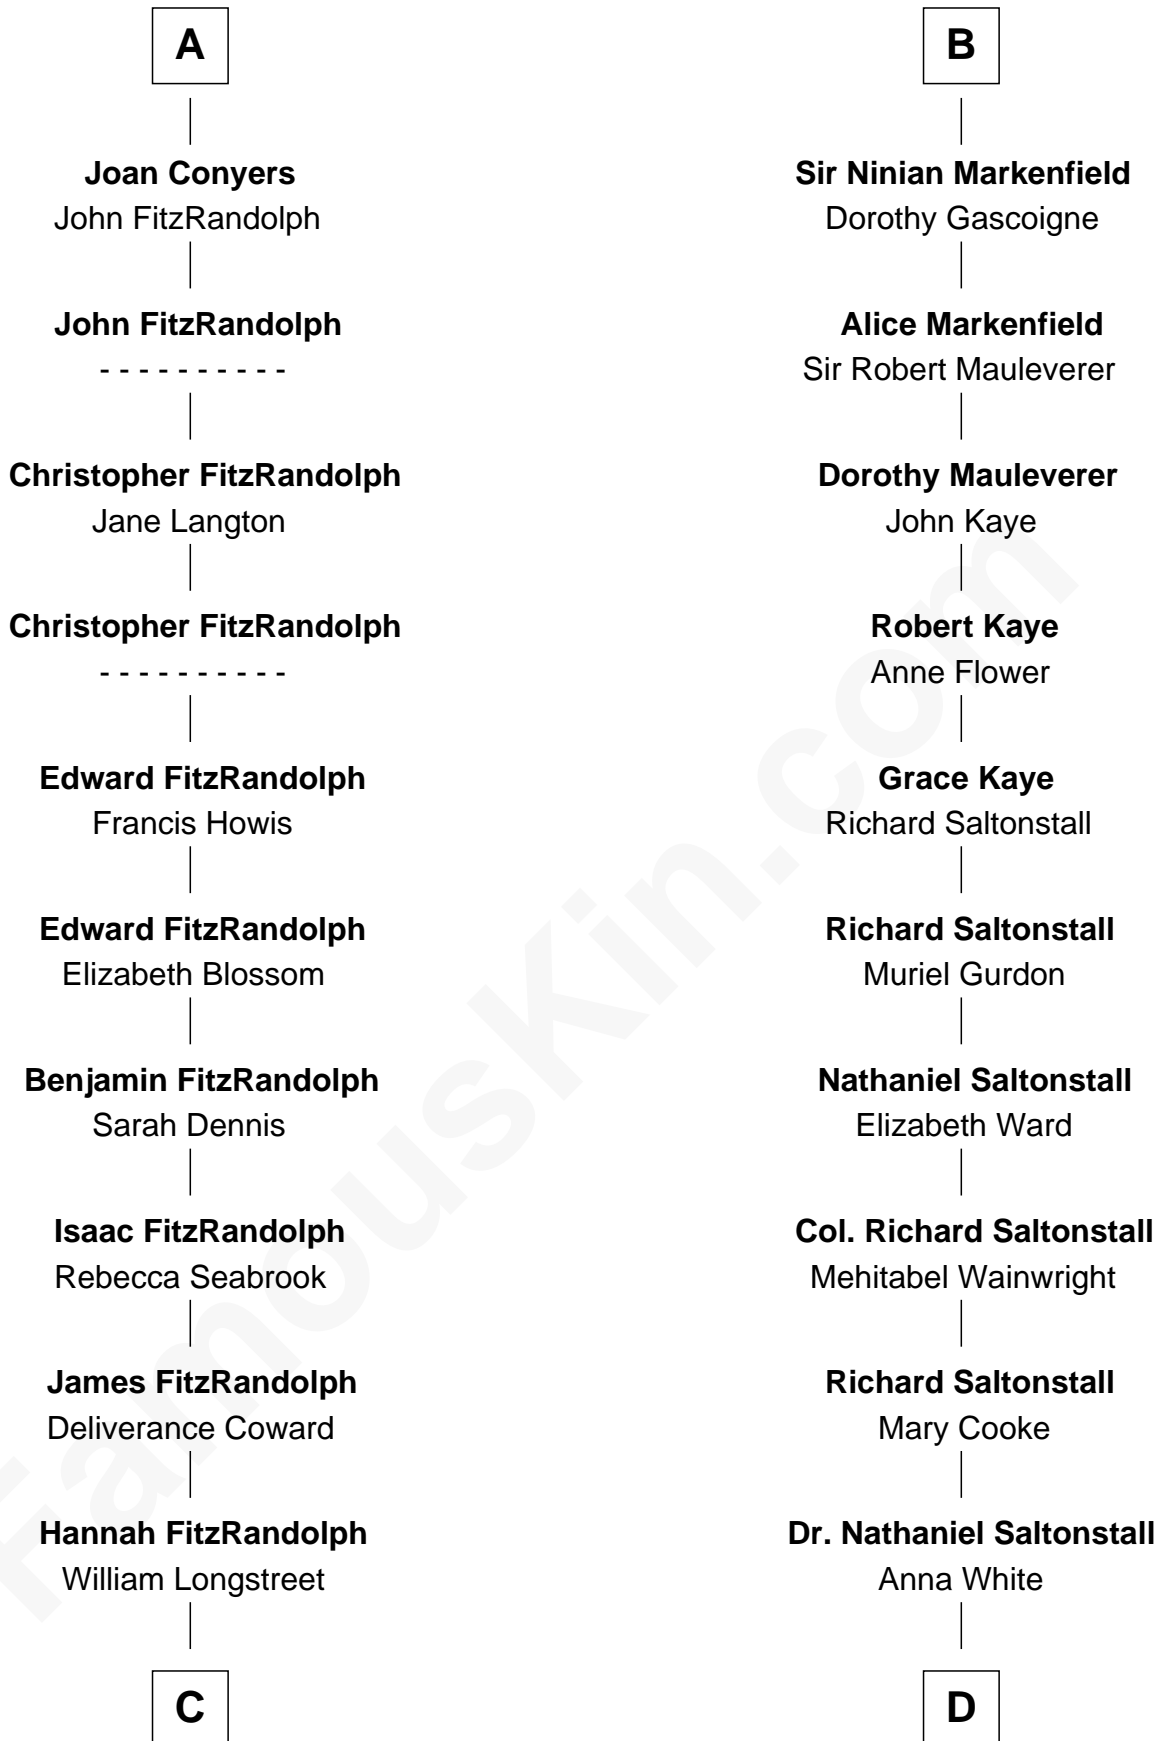 A
Joan Conyers
John FitzRandolph
John FitzRandolph
- - - - - - - - - -
Christopher FitzRandolph
Jane Langton
Christopher FitzRandolph
- - - - - - - - - -
Edward FitzRandolph
Francis Howis
Edward FitzRandolph
Elizabeth Blossom
Benjamin FitzRandolph
Sarah Dennis
Isaac FitzRandolph
Rebecca Seabrook
James FitzRandolph
Deliverance Coward
Hannah FitzRandolph
William Longstreet
C
B
Sir Ninian Markenfield
Dorothy Gascoigne
Alice Markenfield
Sir Robert Mauleverer
Dorothy Mauleverer
John Kaye
Robert Kaye
Anne Flower
Grace Kaye
Richard Saltonstall
Richard Saltonstall
Muriel Gurdon
Nathaniel Saltonstall
Elizabeth Ward
Col. Richard Saltonstall
Mehitabel Wainwright
Richard Saltonstall
Mary Cooke
Dr. Nathaniel Saltonstall
Anna White
D
FamousKin.com